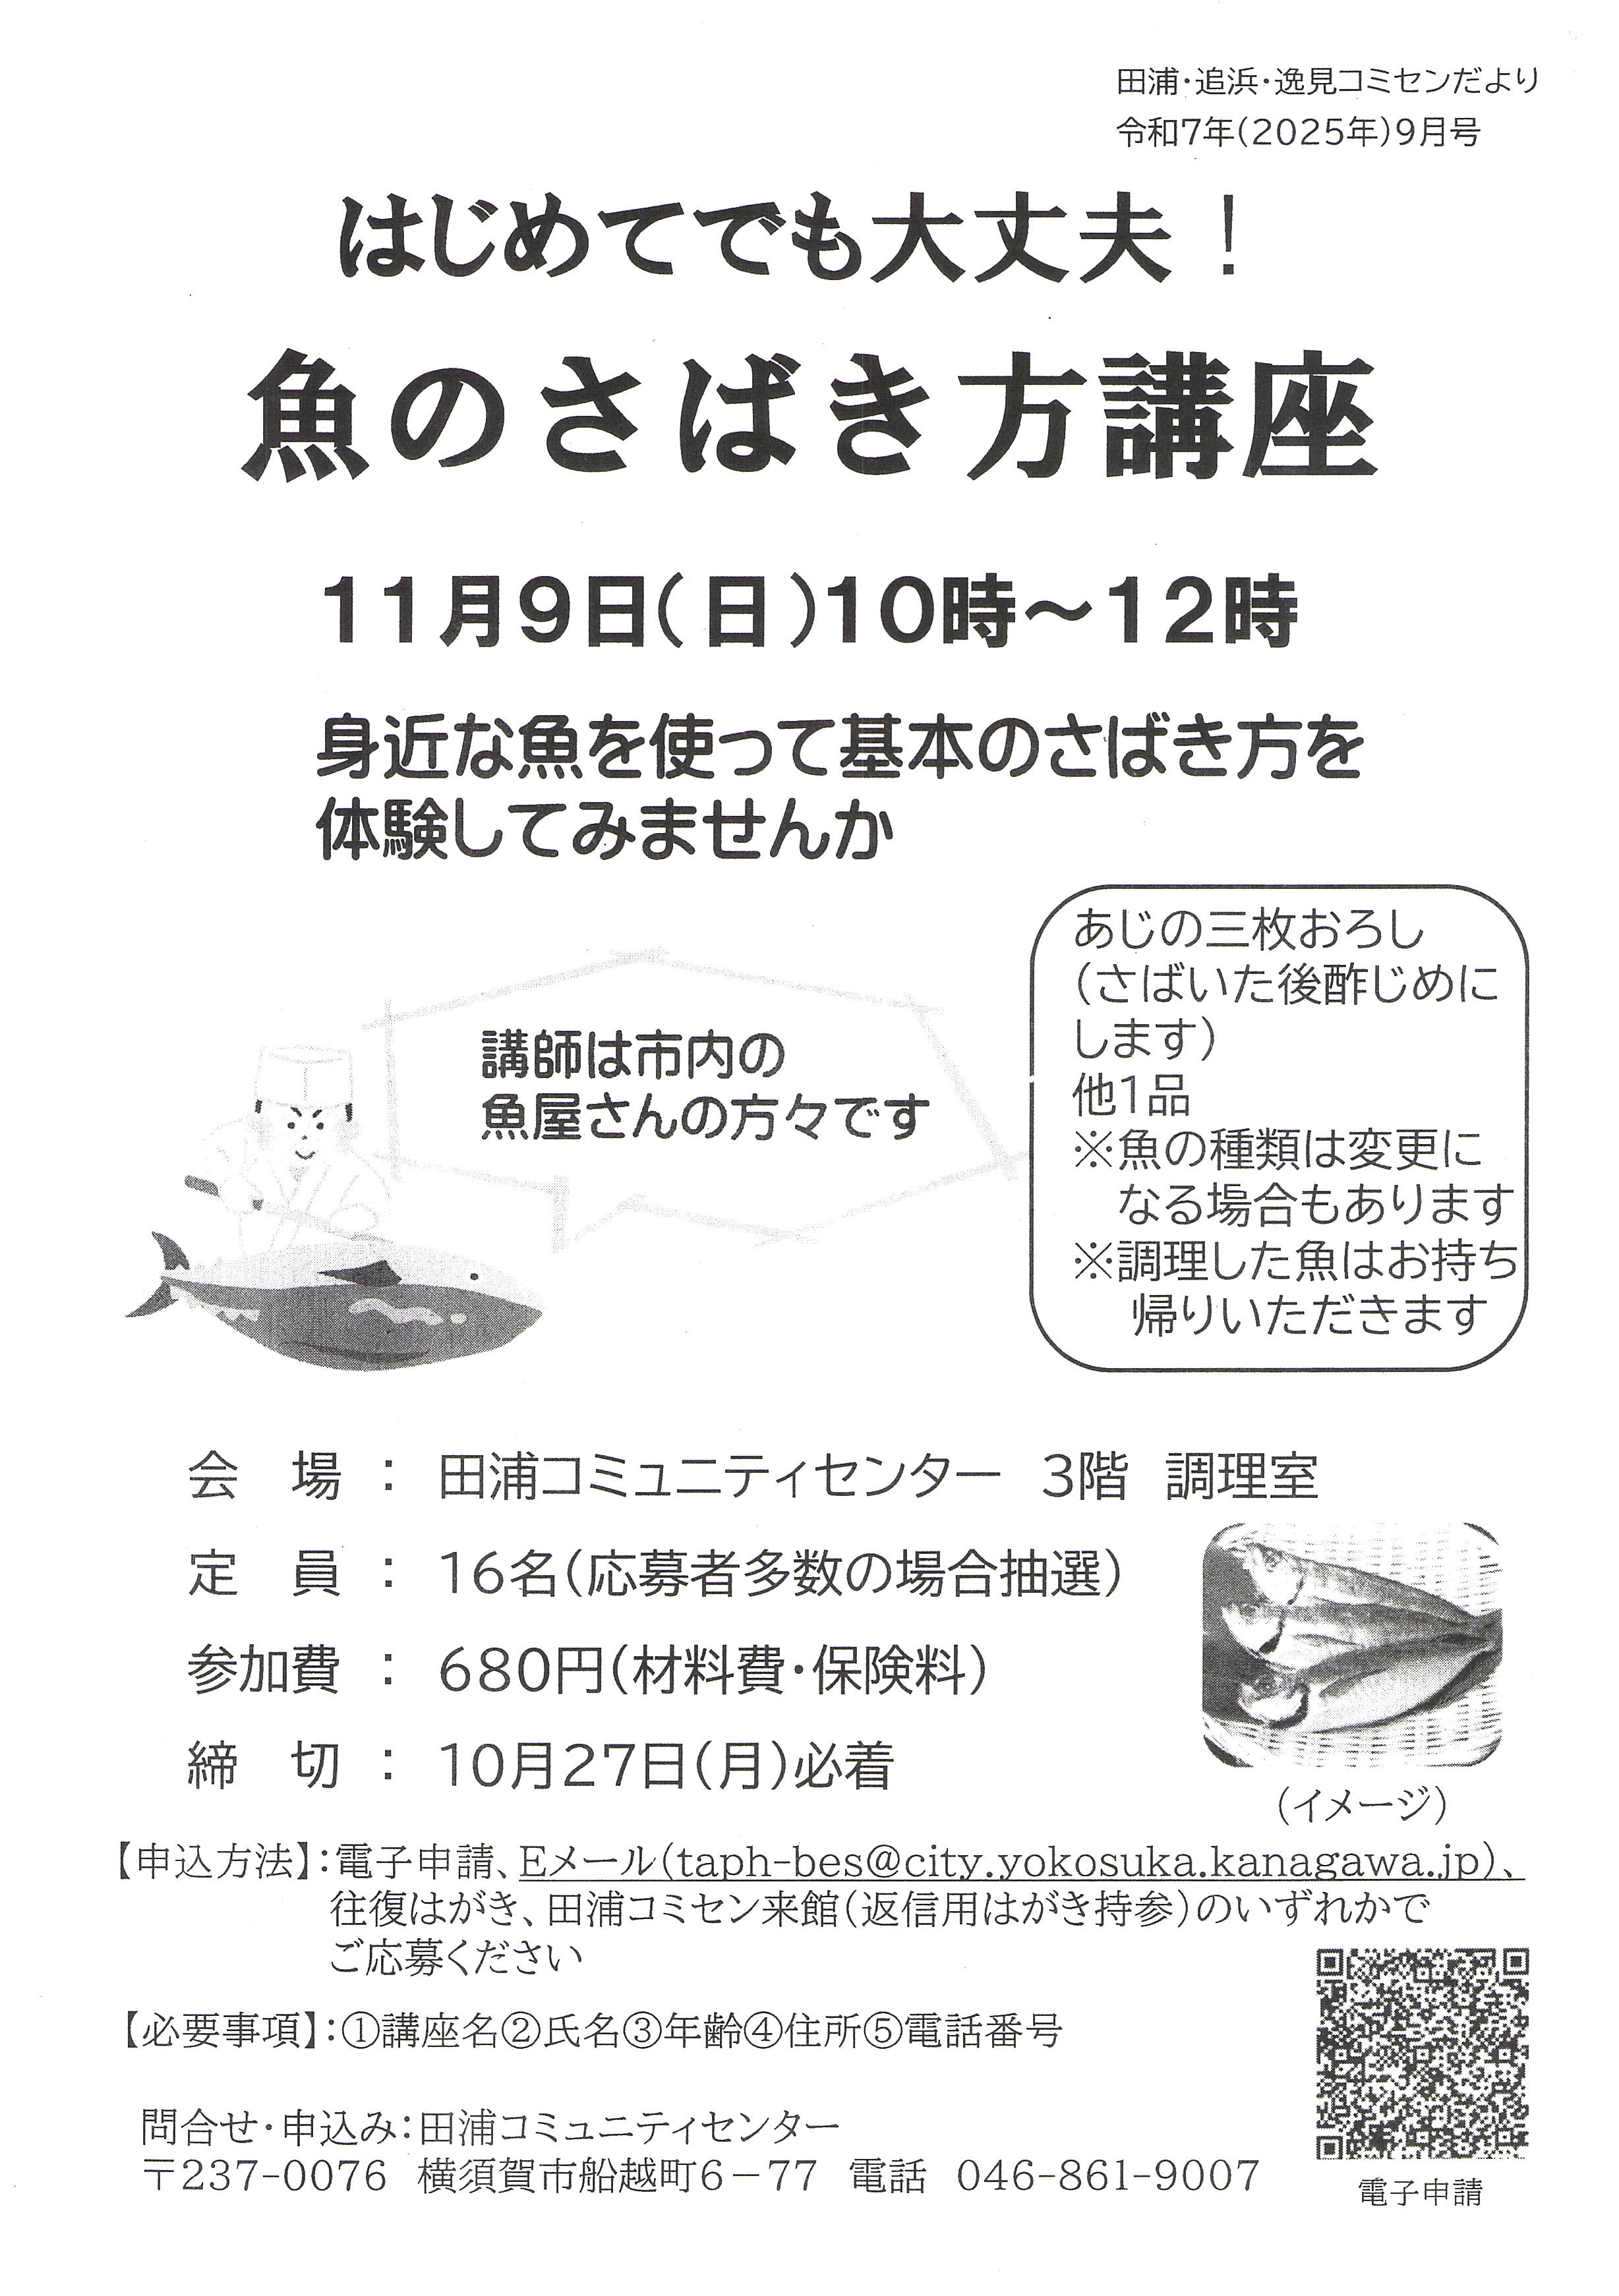 田浦・追浜・逸見コミセンだより
令和7年(2025年)9月号
はじめてでも大丈夫！
魚のさばき方講座
11月9日(日)10時～12時
身近な魚を使って基本のさばき方を
体験してみませんか
講師は市内の
魚屋さんの方々です
あじの三枚おろし
(さばいた後酢じめに
します)
他1品
※魚の種類は変更に
なる場合もあります
※調理した魚はお持ち
帰りいただきます
会　場　：　田浦コミュニティセンター　3階　調理室
定　員　：　16名(応募者多数の場合抽選)
参加費　：　680円(材料費・保険料)
締　切　：　10月27日(月)必着
(イメージ)
【申込方法】:電子申請、Eメール(taph-bes@city.yokosuka.kanagawa.jp)、
往復はがき、田浦コミセン来館(返信用はがき持参)のいずれかで
ご応募ください
【必要事項】:①講座名②氏名③年齢④住所⑤電話番号
問合せ・申込み:田浦コミュニティセンター
〒237-0076　横須賀市船越町6－77　電話　046-861-9007
電子申請